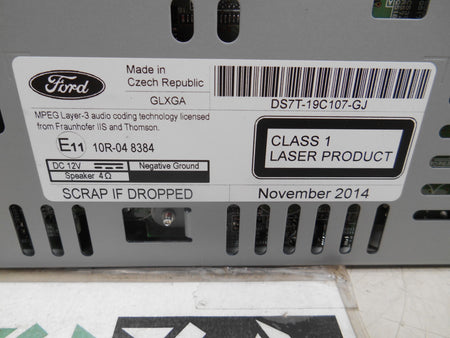 Ford
Made in
Czech Republic
GLXGA
DS7T-19C107-GJ
MPEG Layer-3 audio coding technology licensed
from Fraunhofer IIS and Thomson.
E11 10R-04 8384
CLASS 1
LASER PRODUCT
DC 12V Negative Ground
Speaker 4 Ω
SCRAP IF DROPPED
November 2014